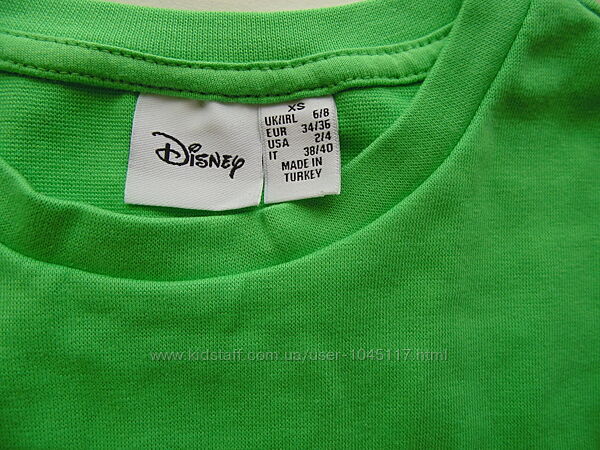 Disney
XS
UK/IRL 6/8
EUR 34/36
USA 2/4
IT 38/40
MADE IN
TURKEY
www.kidstaff.com.ua/user-1045117.html